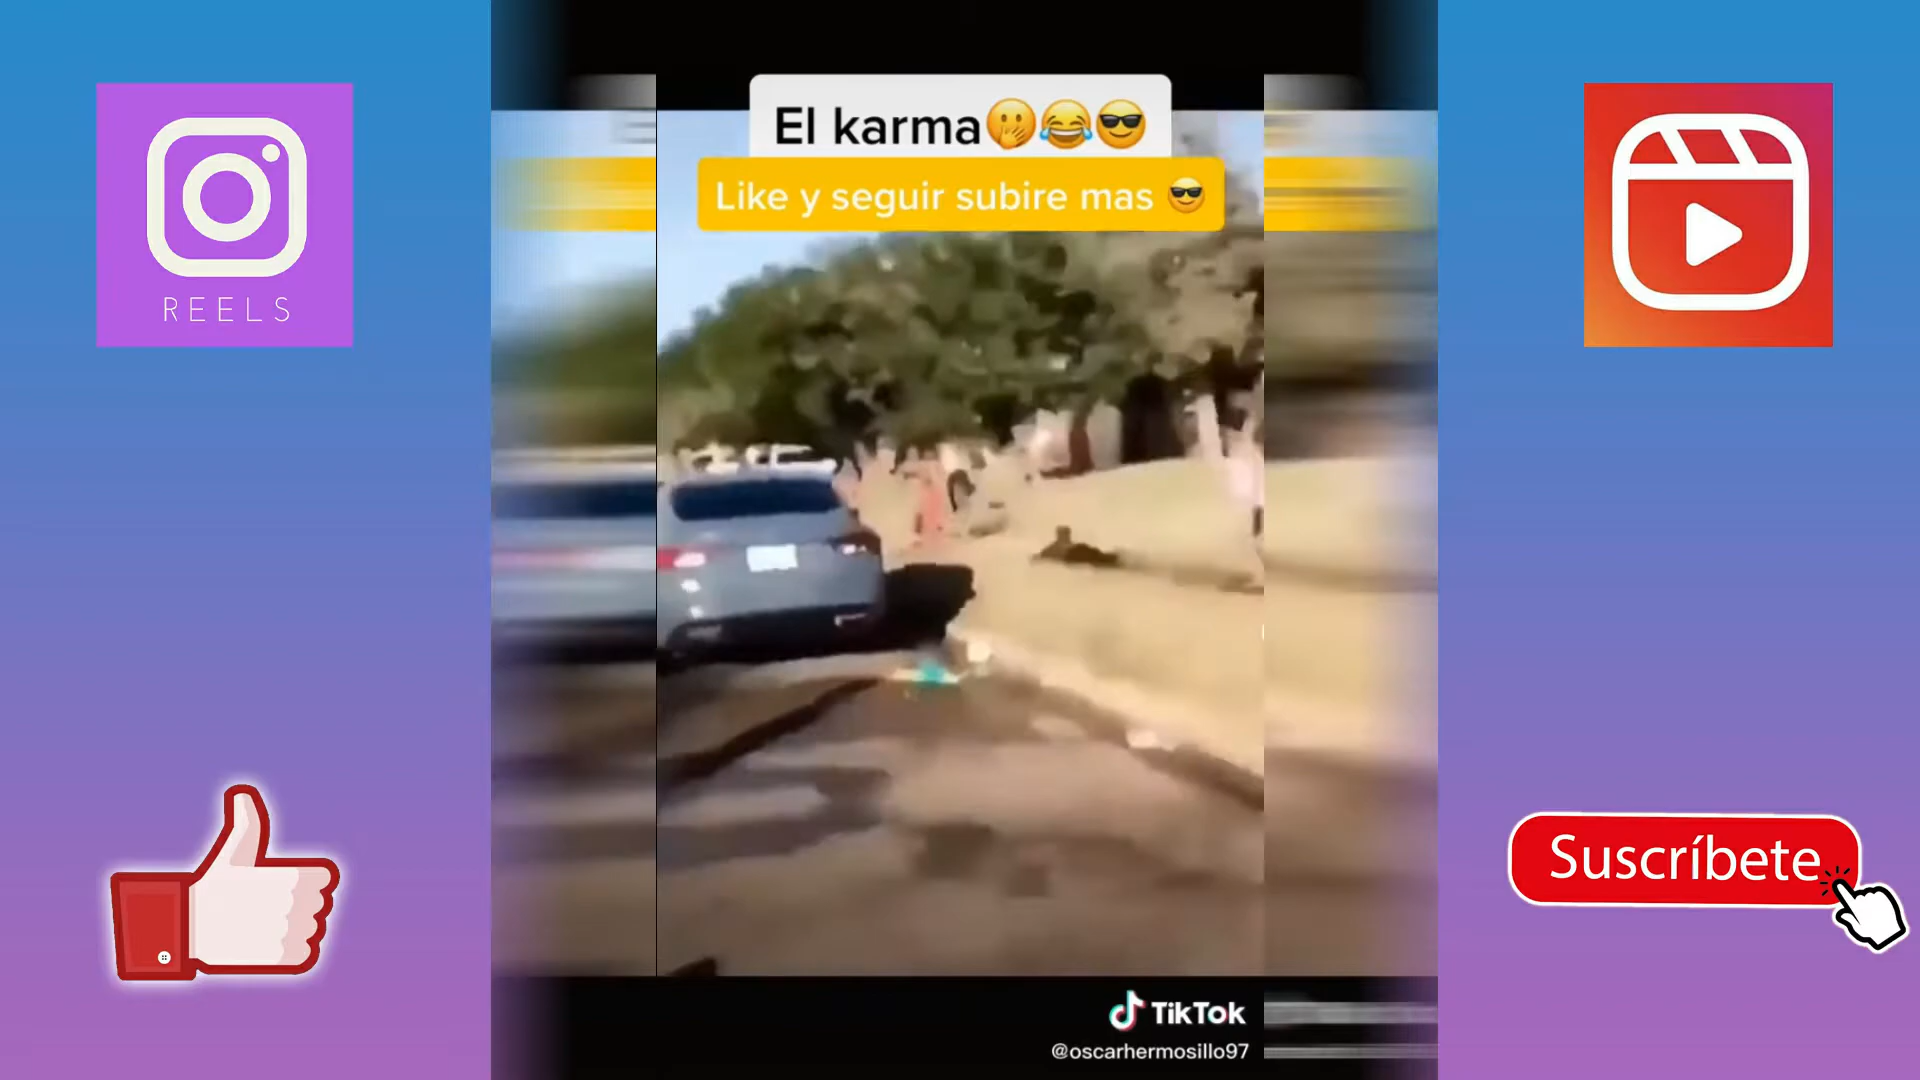 El karma🤭😂😎
Like y seguir subire mas 😎
REELS
Suscríbete
TikTok
@oscarhermosillo97